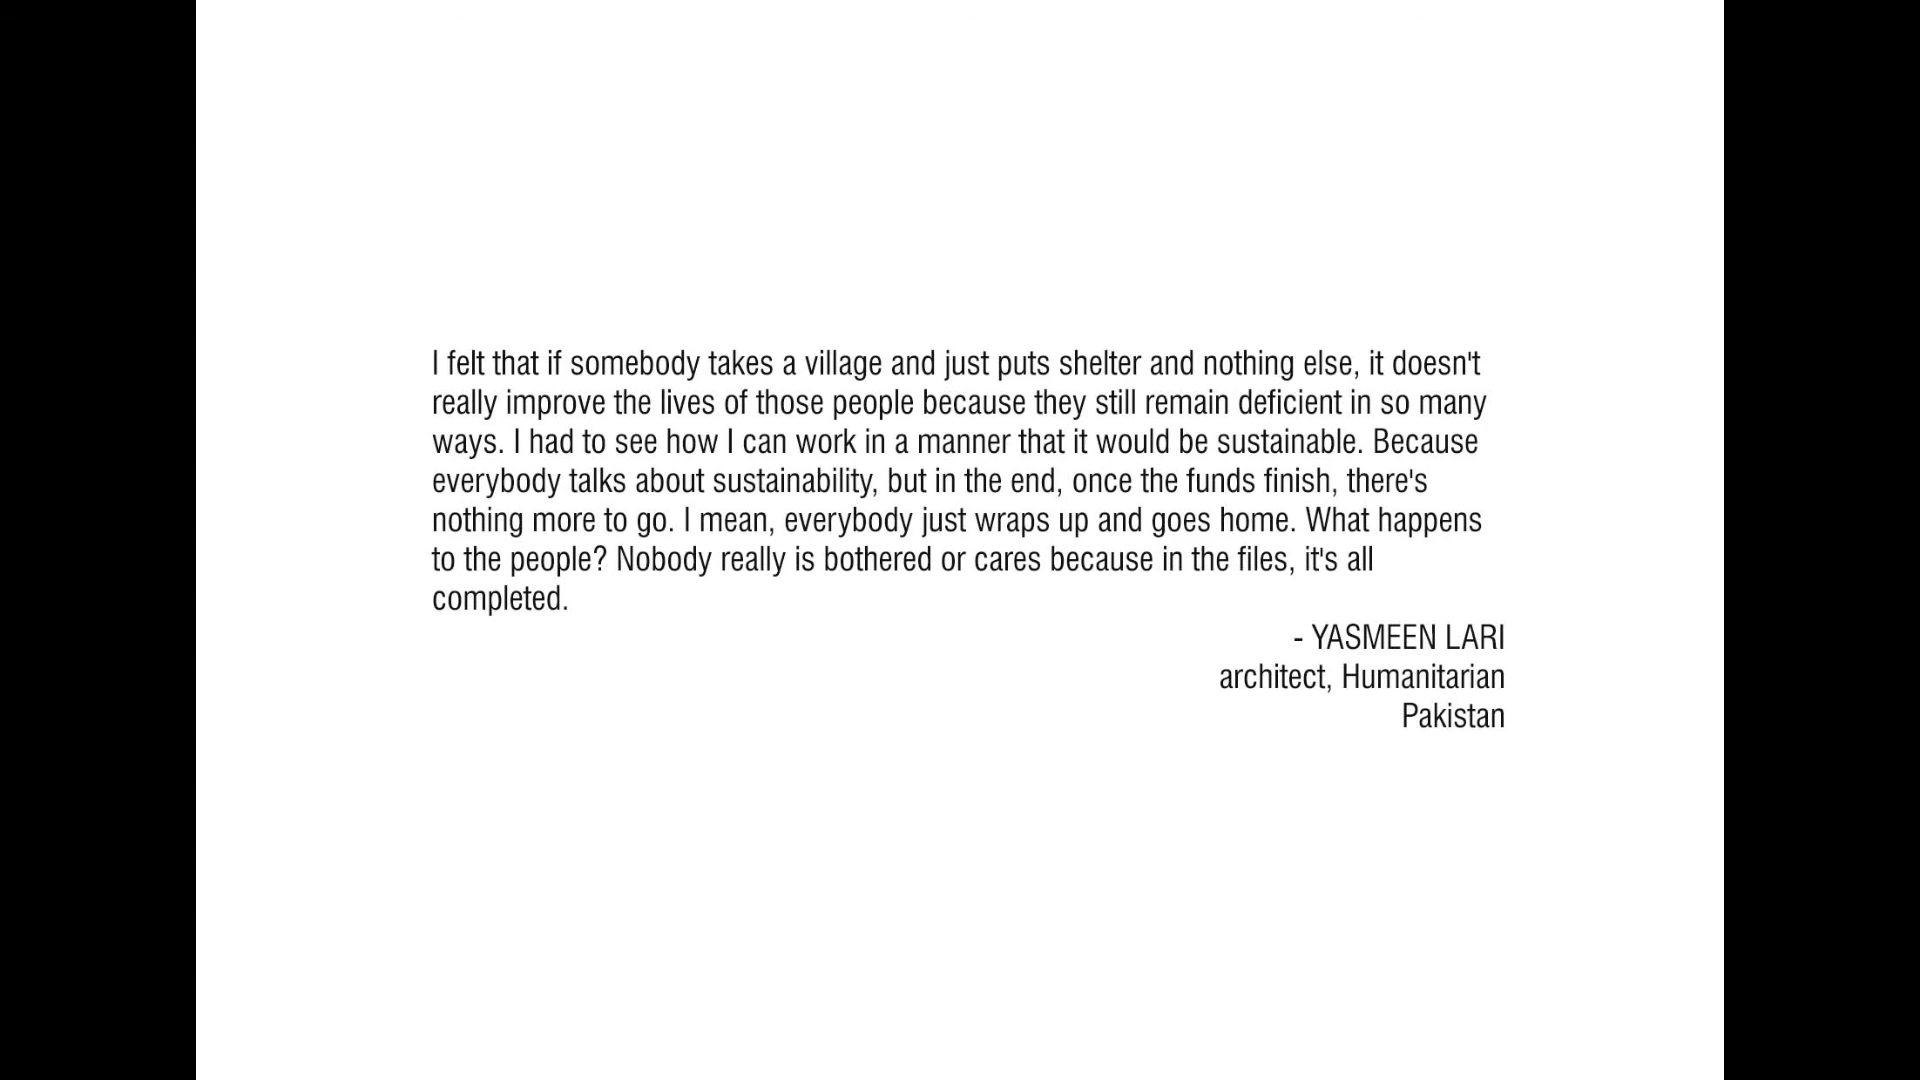 I felt that if somebody takes a village and just puts shelter and nothing else, it doesn't
really improve the lives of those people because they still remain deficient in so many
ways. I had to see how I can work in a manner that it would be sustainable. Because
everybody talks about sustainability, but in the end, once the funds finish, there's
nothing more to go. I mean, everybody just wraps up and goes home. What happens
to the people? Nobody really is bothered or cares because in the files, it's all
completed.
- YASMEEN LARI
architect, Humanitarian
Pakistan